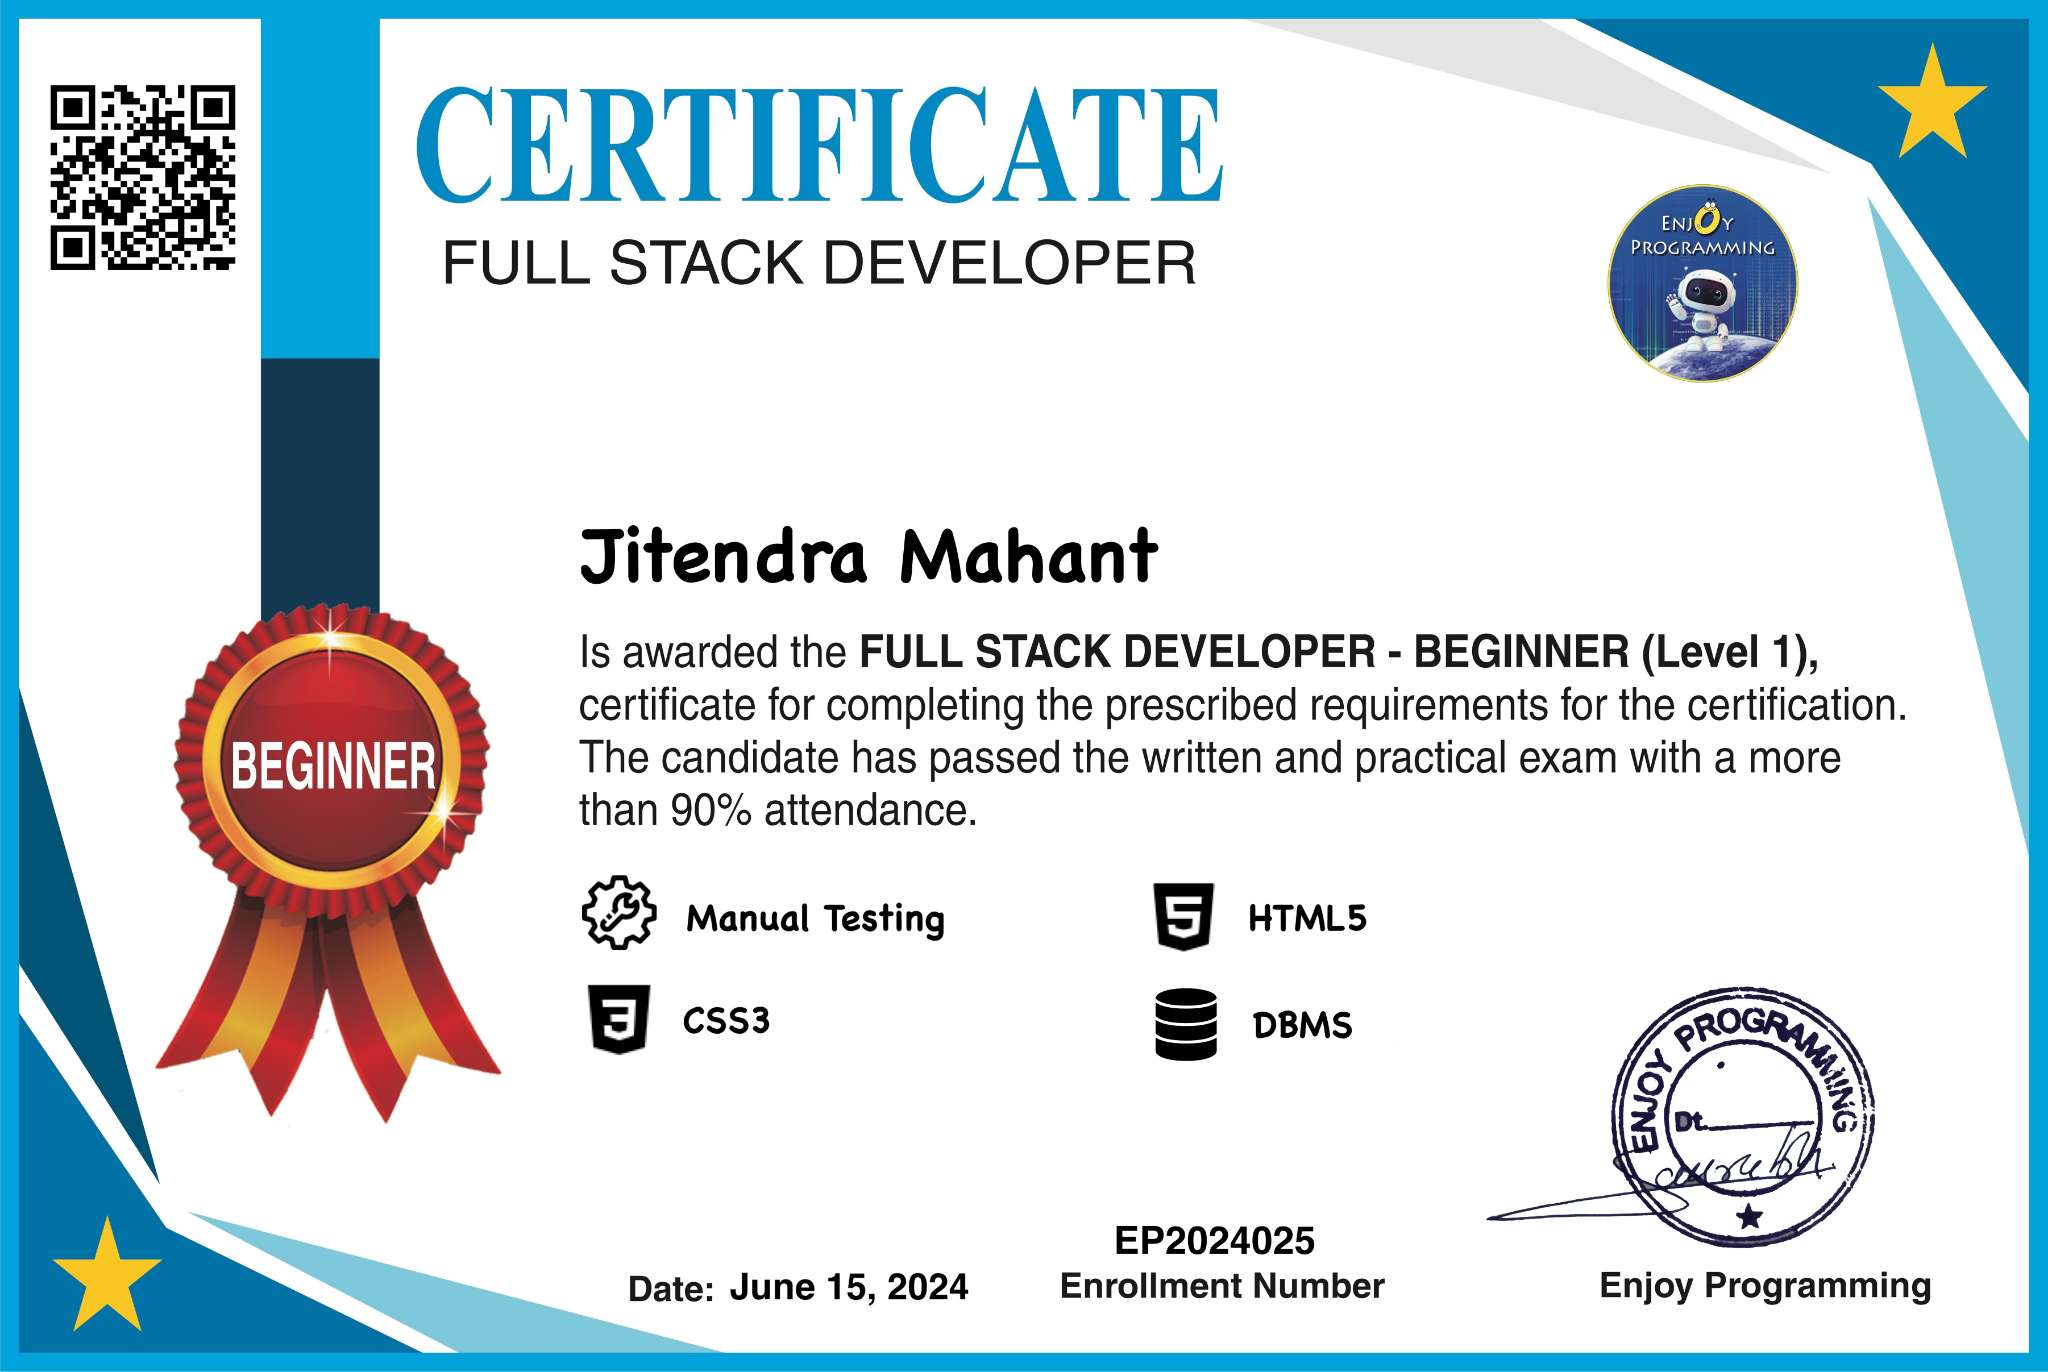 CERTIFICATE
FULL STACK DEVELOPER
ENJOY
PROGRAMMING
Jitendra Mahant
Is awarded the FULL STACK DEVELOPER - BEGINNER (Level 1),
certificate for completing the prescribed requirements for the certification.
The candidate has passed the written and practical exam with a more
than 90% attendance.
BEGINNER
Manual Testing
HTML5
CSS3
DBMS
ENJOY PROGRAMMING
Dt.
Saurabh
EP2024025
Date: June 15, 2024
Enrollment Number
Enjoy Programming